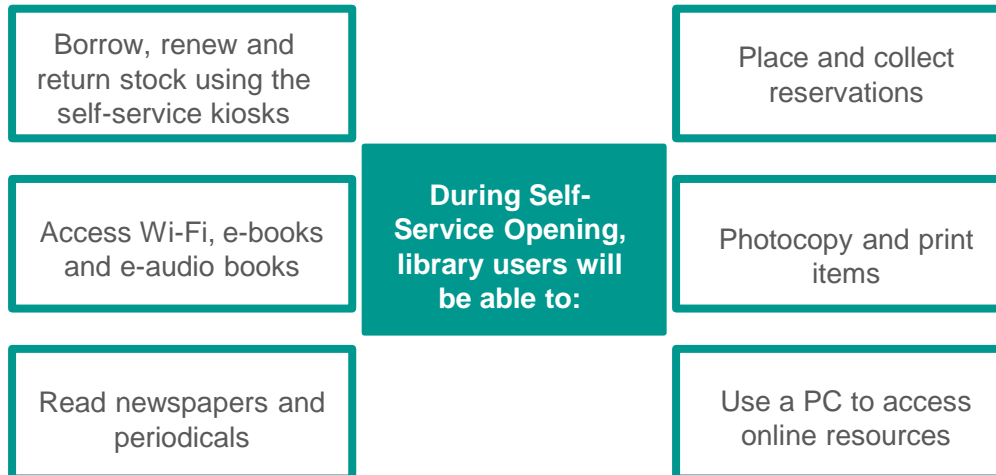 Borrow, renew and
return stock using the
self-service kiosks
Place and collect
reservations
During Self-
Service Opening,
library users will
be able to:
Access Wi-Fi, e-books
and e-audio books
Photocopy and print
items
Read newspapers and
periodicals
Use a PC to access
online resources